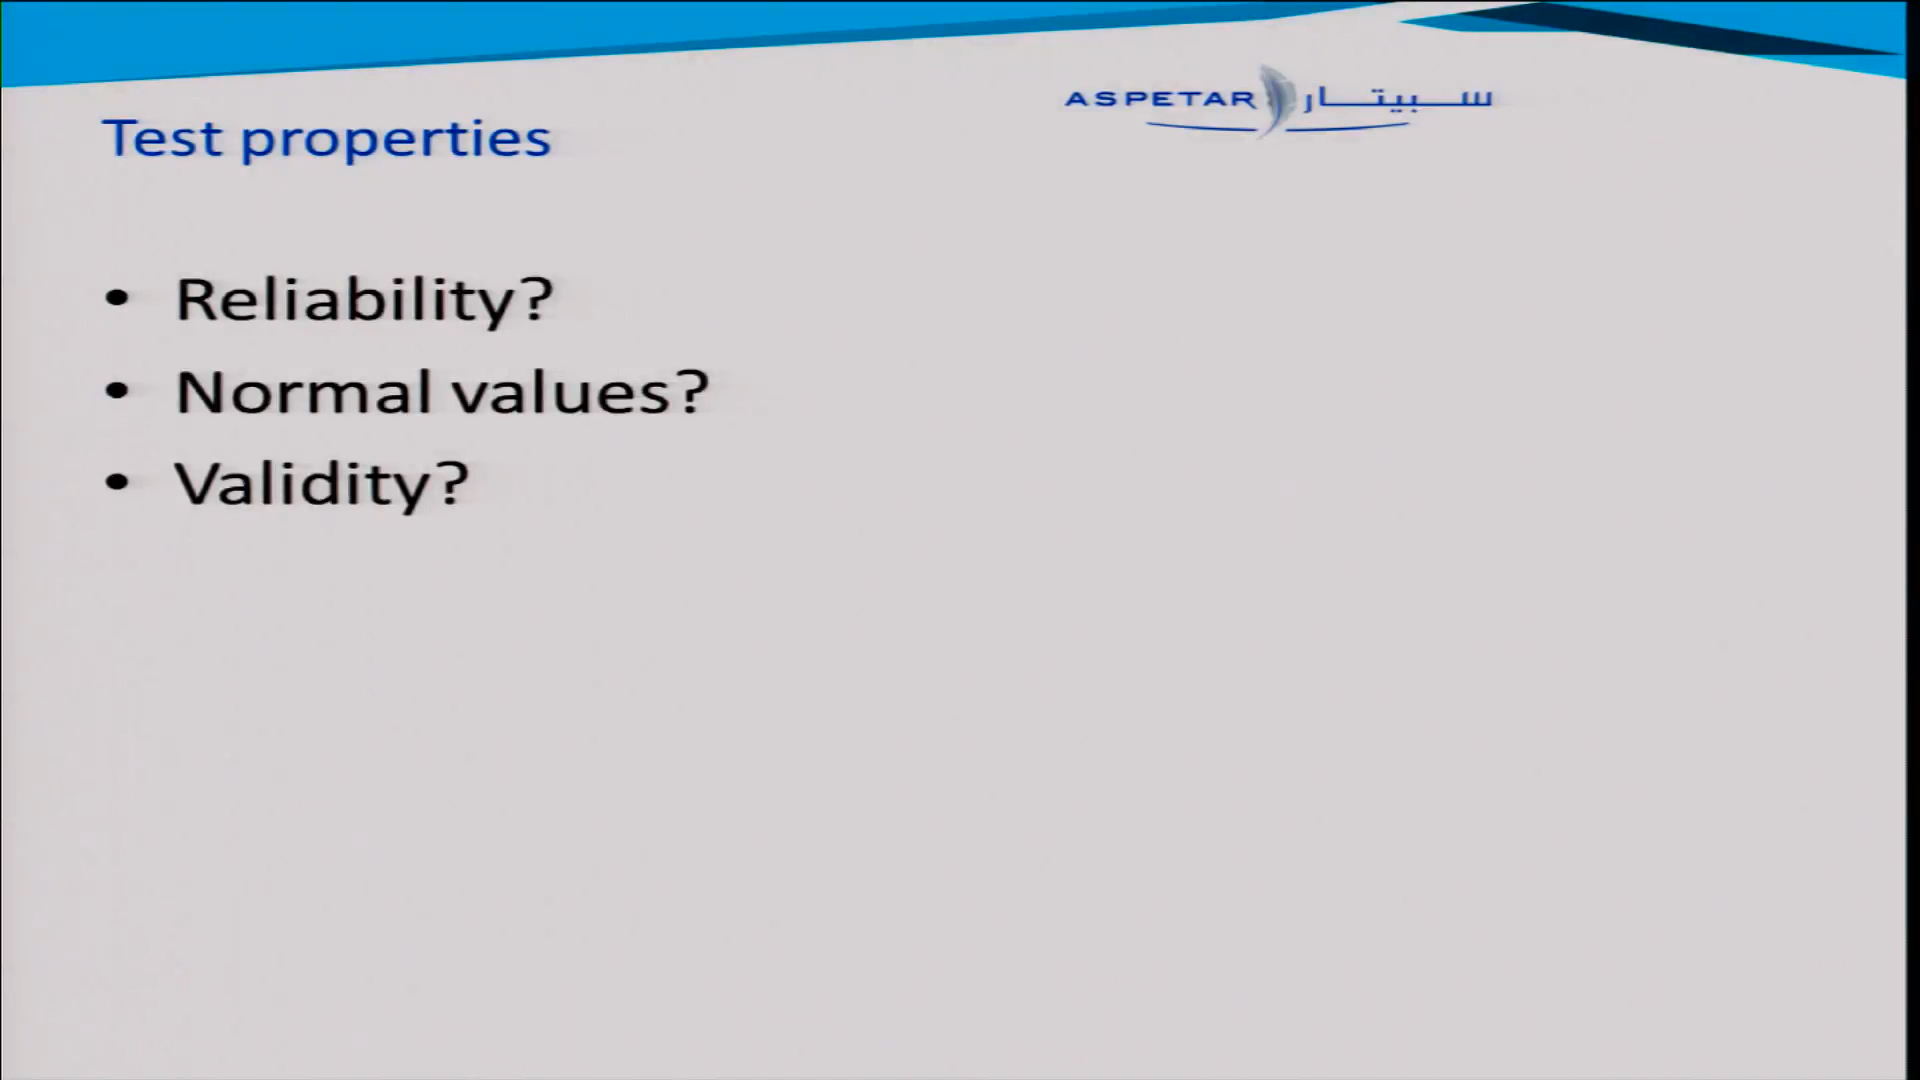 ASPETAR سبيتار
Test properties
• Reliability?
• Normal values?
• Validity?